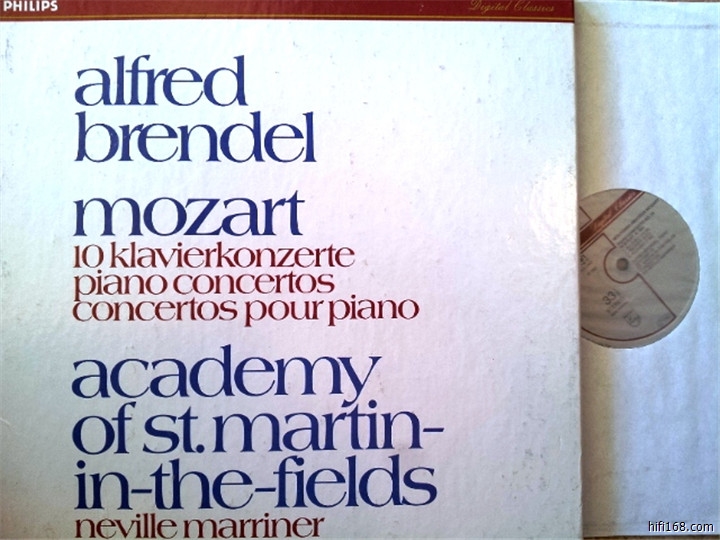 PHILIPS
Digital Classics
alfred
brendel
mozart
10 klavierkonzerte
piano concertos
concertos pour piano
academy
of st. martin-
in-the-fields
neville marriner
33
hifi168.com